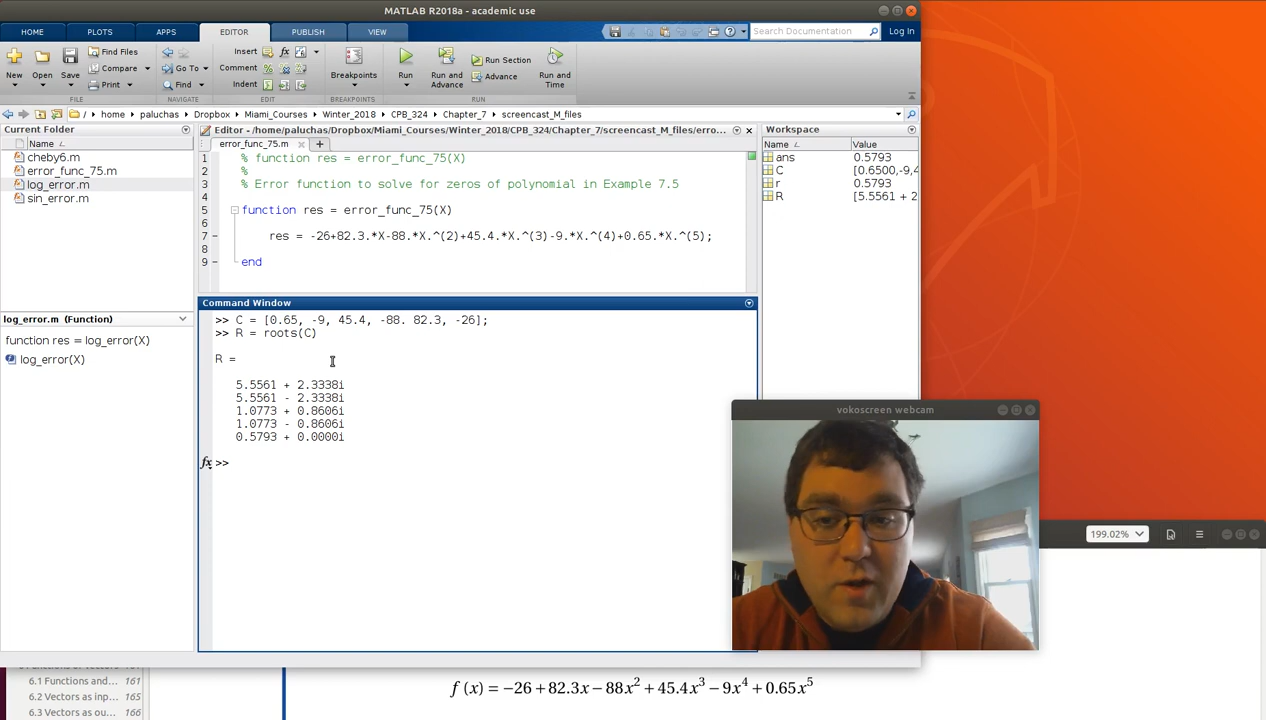 MATLAB R2018a - academic use
HOME PLOTS APPS EDITOR PUBLISH VIEW Search Documentation Log In
New Open Save Find Files Compare Print Go To Find Insert fx Comment Indent Breakpoints Run Run and Advance Run Section Advance Run and Time
FILE NAVIGATE EDIT BREAKPOINTS RUN
/ home paluchas Dropbox Miami_Courses Winter_2018 CPB_324 Chapter_7 screencast_M_files
Current Folder
Name
cheby6.m
error_func_75.m
log_error.m
sin_error.m
log_error.m (Function)
function res = log_error(X)
log_error(X)
Editor - /home/paluchas/Dropbox/Miami_Courses/Winter_2018/CPB_324/Chapter_7/screencast_M_files/erro...
error_func_75.m
1 % function res = error_func_75(X)
2 %
3 % Error function to solve for zeros of polynomial in Example 7.5
4
5 function res = error_func_75(X)
6
7 res = -26+82.3.*X-88.*X.^(2)+45.4.*X.^(3)-9.*X.^(4)+0.65.*X.^(5);
8
9 end
Command Window
>> C = [0.65, -9, 45.4, -88. 82.3, -26];
>> R = roots(C)
R =
5.5561 + 2.3338i
5.5561 - 2.3338i
1.0773 + 0.8606i
1.0773 - 0.8606i
0.5793 + 0.0000i
fx >>
Workspace
Name Value
ans 0.5793
C [0.6500,-9,4
r 0.5793
R [5.5561 + 2
vokoscreen webcam
199.02%
6.1 Functions and... 161
6.2 Vectors as inp... 165
6.3 Vectors as ou... 166
f (x) = −26 + 82.3x − 88x² + 45.4x³ − 9x⁴ + 0.65x⁵